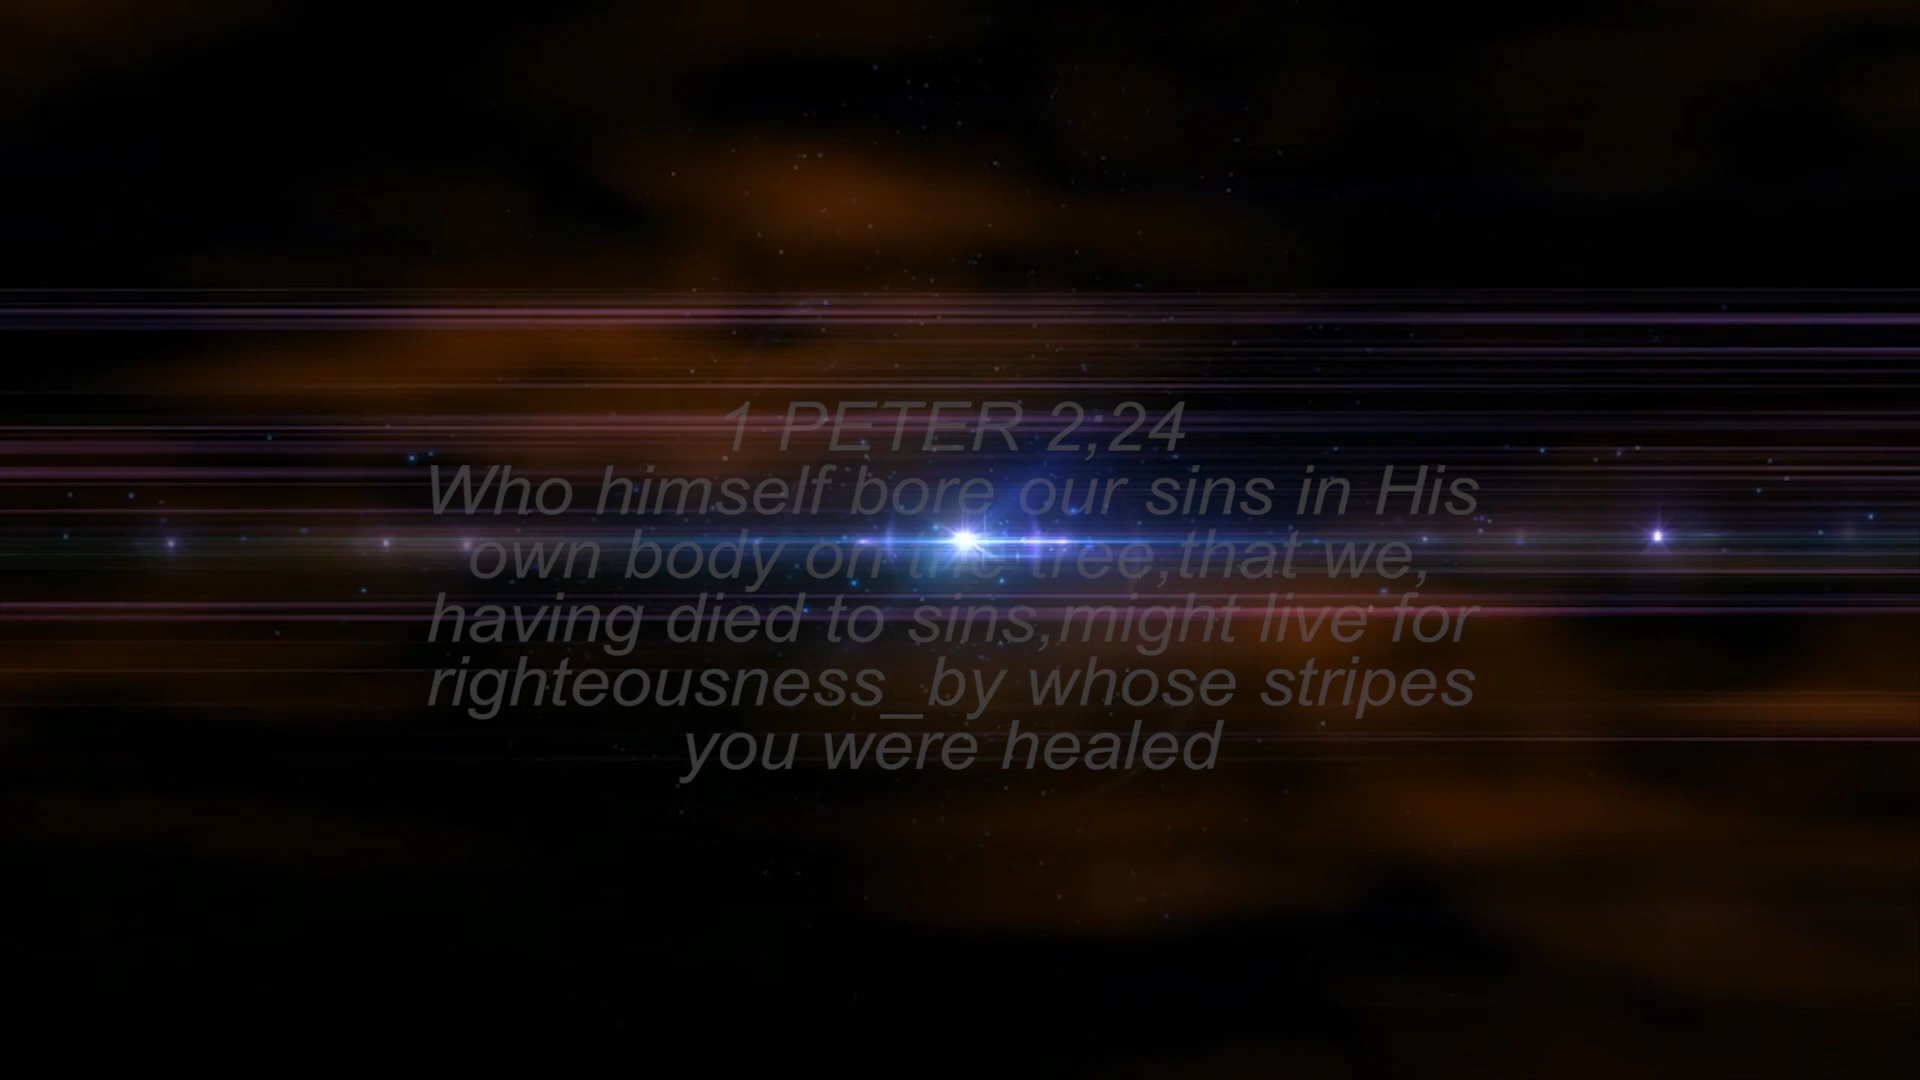 1 PETER 2;24
Who himself bore our sins in His
own body on the tree,that we,
having died to sins,might live for
righteousness_by whose stripes
you were healed